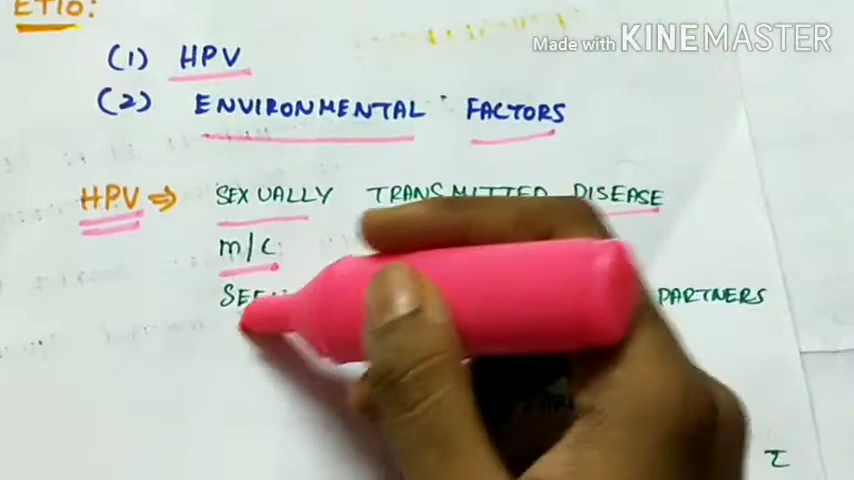 ETIO:
Made with KINEMASTER
(1) HPV
(2) ENVIRONMENTAL FACTORS
HPV ⇒ SEXUALLY TRANSMITTED DISEASE
m/c
PARTNERS